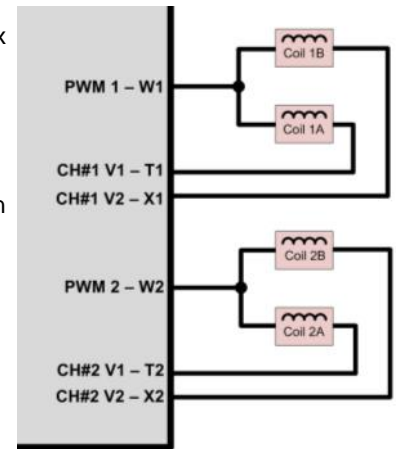 x
n
Coil 1B
PWM 1 – W1
Coil 1A
CH#1 V1 – T1
CH#1 V2 – X1
Coil 2B
PWM 2 – W2
Coil 2A
CH#2 V1 – T2
CH#2 V2 – X2